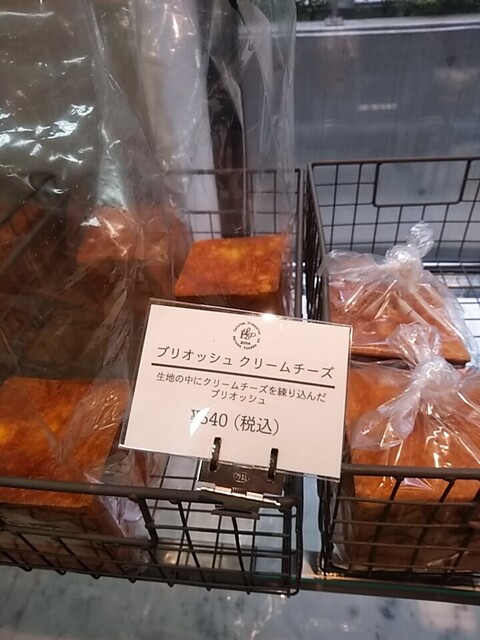 ブリオッシュ クリームチーズ
生地の中にクリームチーズを練り込んだ
ブリオッシュ
(税込)